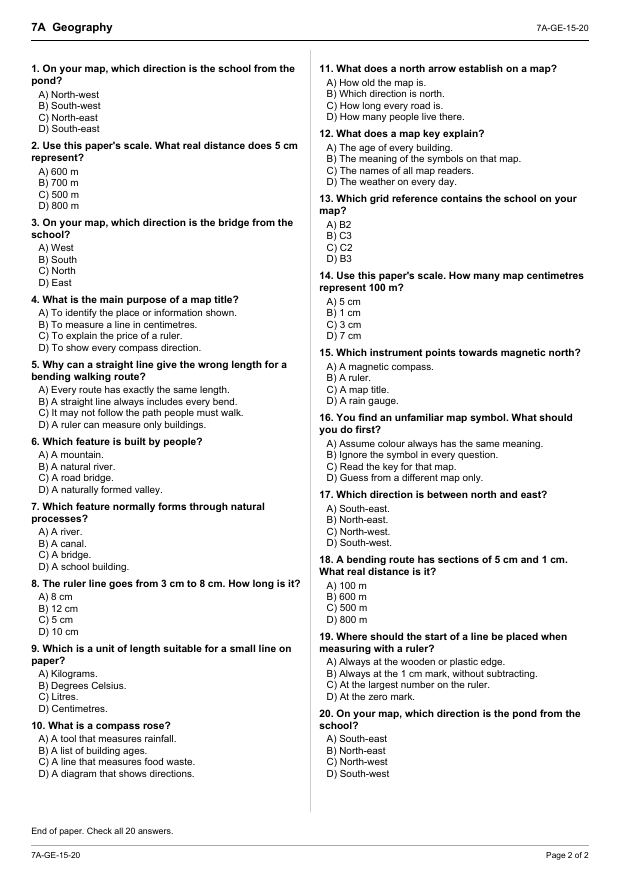 7A Geography
7A-GE-15-20
1. On your map, which direction is the school from the
pond?
A) North-west
B) South-west
C) North-east
D) South-east
2. Use this paper's scale. What real distance does 5 cm
represent?
A) 600 m
B) 700 m
C) 500 m
D) 800 m
3. On your map, which direction is the bridge from the
school?
A) West
B) South
C) North
D) East
4. What is the main purpose of a map title?
A) To identify the place or information shown.
B) To measure a line in centimetres.
C) To explain the price of a ruler.
D) To show every compass direction.
5. Why can a straight line give the wrong length for a
bending walking route?
A) Every route has exactly the same length.
B) A straight line always includes every bend.
C) It may not follow the path people must walk.
D) A ruler can measure only buildings.
6. Which feature is built by people?
A) A mountain.
B) A natural river.
C) A road bridge.
D) A naturally formed valley.
7. Which feature normally forms through natural
processes?
A) A river.
B) A canal.
C) A bridge.
D) A school building.
8. The ruler line goes from 3 cm to 8 cm. How long is it?
A) 8 cm
B) 12 cm
C) 5 cm
D) 10 cm
9. Which is a unit of length suitable for a small line on
paper?
A) Kilograms.
B) Degrees Celsius.
C) Litres.
D) Centimetres.
10. What is a compass rose?
A) A tool that measures rainfall.
B) A list of building ages.
C) A line that measures food waste.
D) A diagram that shows directions.
11. What does a north arrow establish on a map?
A) How old the map is.
B) Which direction is north.
C) How long every road is.
D) How many people live there.
12. What does a map key explain?
A) The age of every building.
B) The meaning of the symbols on that map.
C) The names of all map readers.
D) The weather on every day.
13. Which grid reference contains the school on your
map?
A) B2
B) C3
C) C2
D) B3
14. Use this paper's scale. How many map centimetres
represent 100 m?
A) 5 cm
B) 1 cm
C) 3 cm
D) 7 cm
15. Which instrument points towards magnetic north?
A) A magnetic compass.
B) A ruler.
C) A map title.
D) A rain gauge.
16. You find an unfamiliar map symbol. What should
you do first?
A) Assume colour always has the same meaning.
B) Ignore the symbol in every question.
C) Read the key for that map.
D) Guess from a different map only.
17. Which direction is between north and east?
A) South-east.
B) North-east.
C) North-west.
D) South-west.
18. A bending route has sections of 5 cm and 1 cm.
What real distance is it?
A) 100 m
B) 600 m
C) 500 m
D) 800 m
19. Where should the start of a line be placed when
measuring with a ruler?
A) Always at the wooden or plastic edge.
B) Always at the 1 cm mark, without subtracting.
C) At the largest number on the ruler.
D) At the zero mark.
20. On your map, which direction is the pond from the
school?
A) South-east
B) North-east
C) North-west
D) South-west
End of paper. Check all 20 answers.
7A-GE-15-20
Page 2 of 2